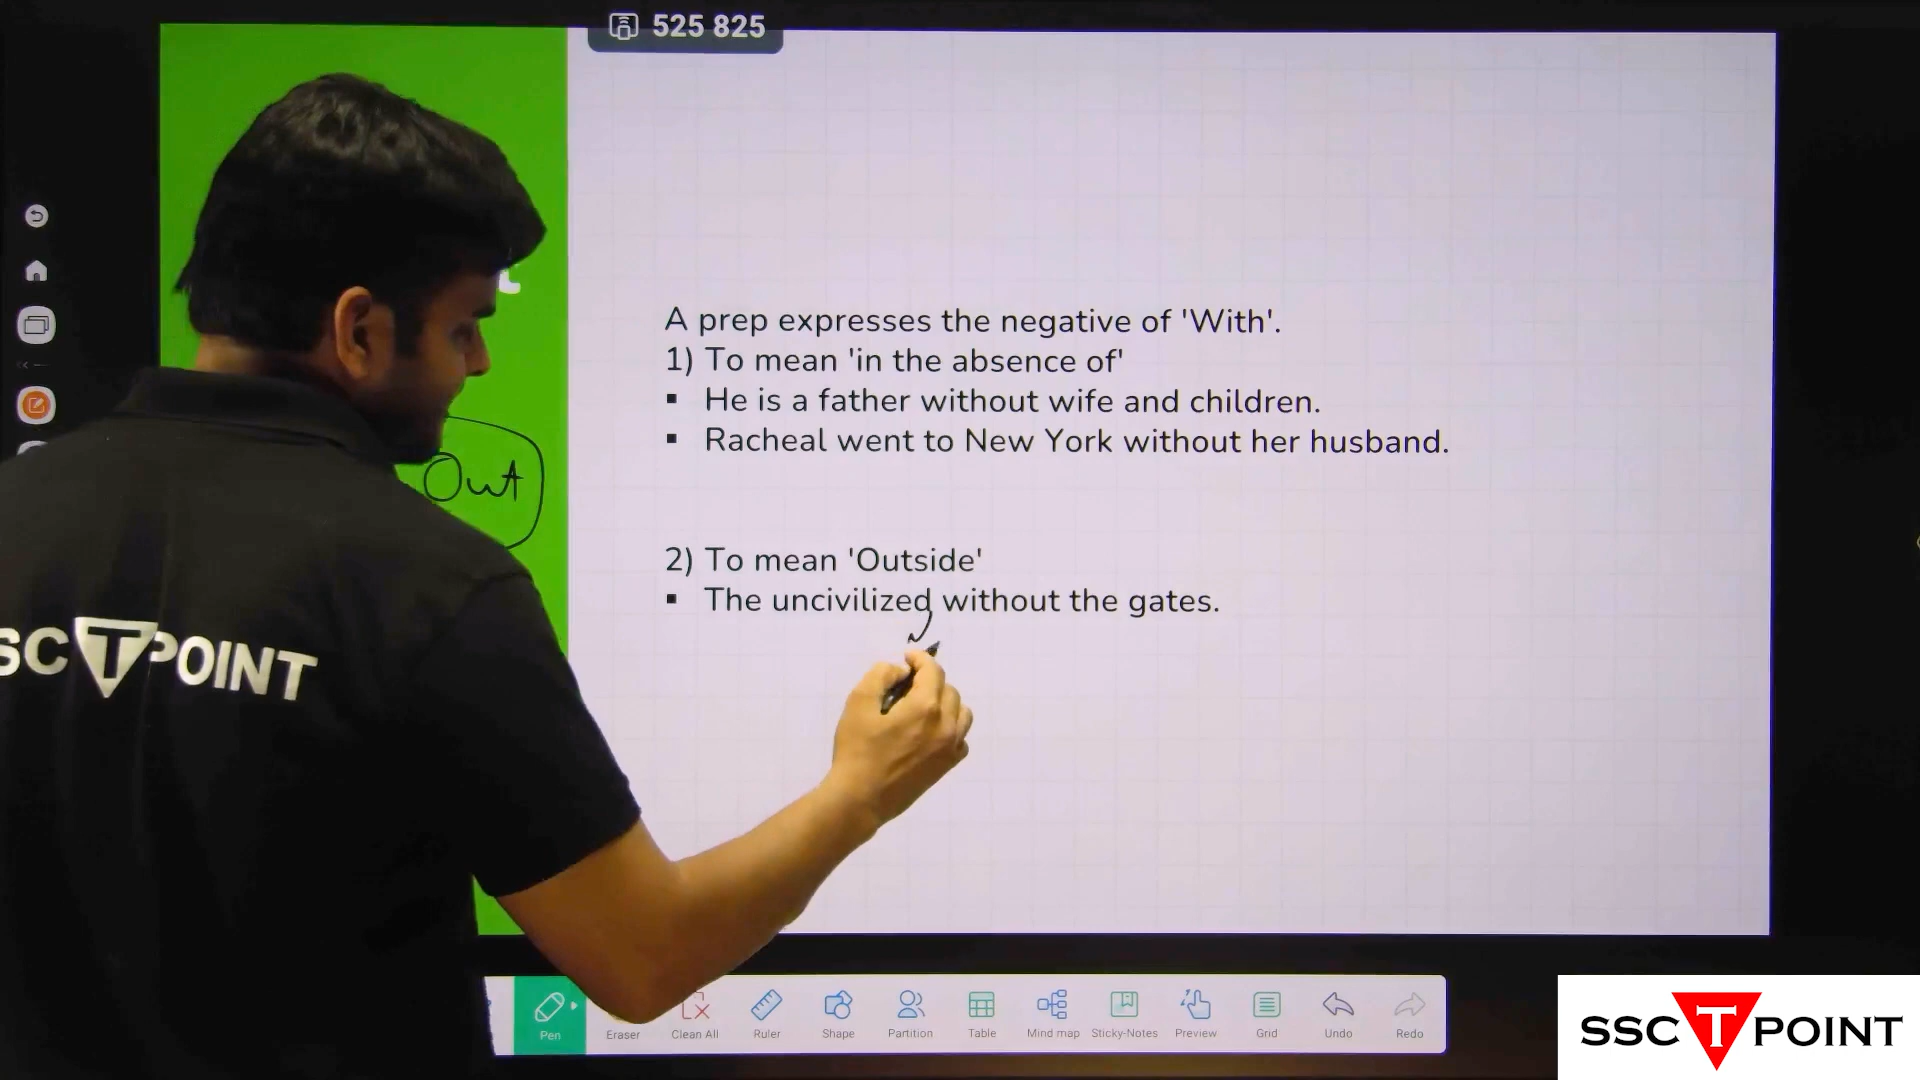 525 825
A prep expresses the negative of 'With'.
1) To mean 'in the absence of'
▪ He is a father without wife and children.
▪ Racheal went to New York without her husband.
Out
2) To mean 'Outside'
▪ The uncivilized without the gates.
SSC T POINT
Pen
Eraser
Clean All
Ruler
Shape
Partition
Table
Mind map
Sticky-Notes
Preview
Grid
Undo
Redo
SSC T POINT